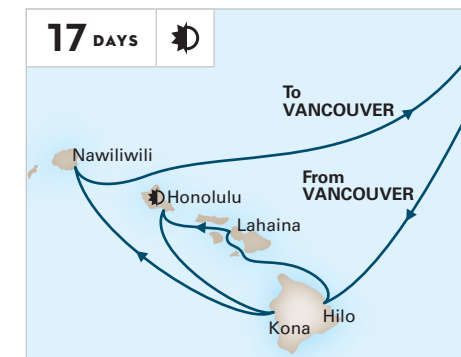 17 DAYS
To
VANCOUVER
Nawiliwili
From
VANCOUVER
Honolulu
Lahaina
Hilo
Kona